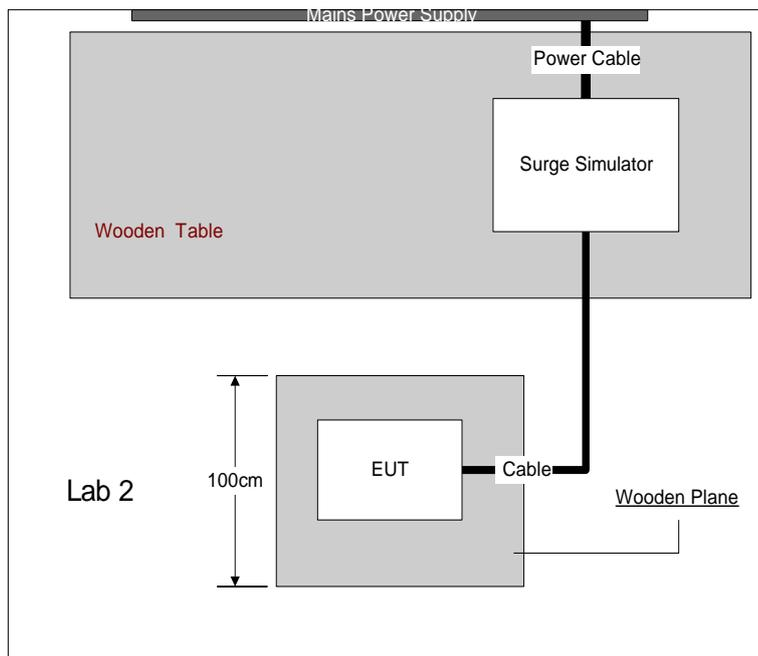 Mains Power Supply
Power Cable
Surge Simulator
Wooden Table
EUT
Cable
100cm
Lab 2
Wooden Plane